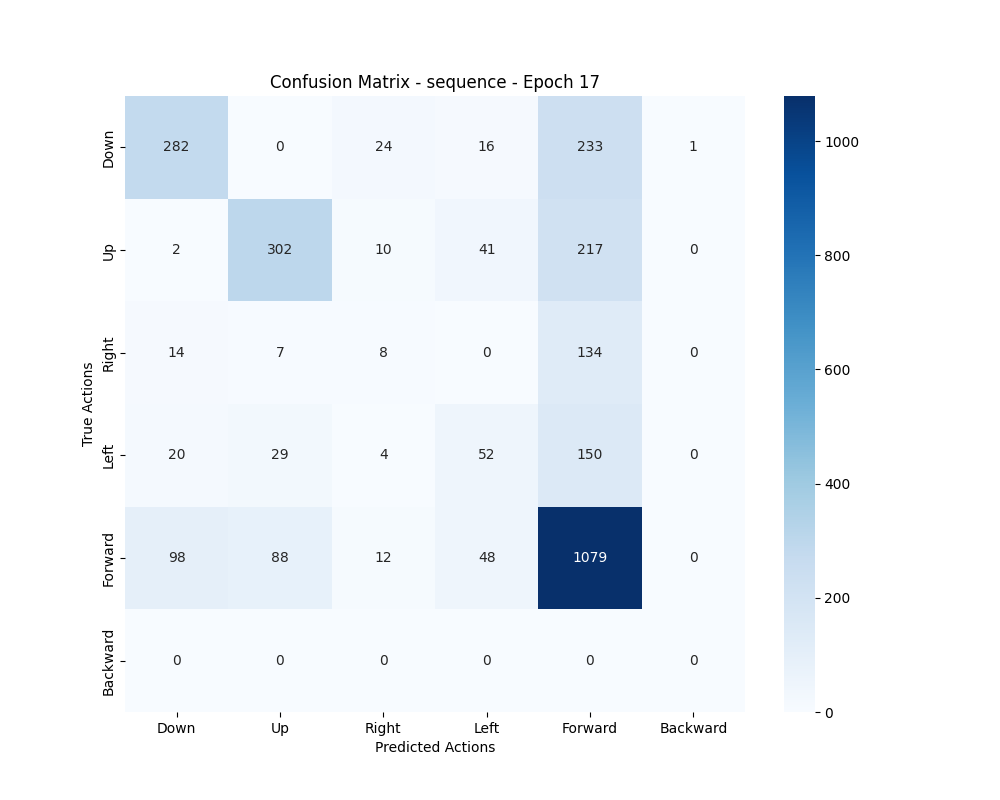 Confusion Matrix - sequence - Epoch 17
True Actions
Down 282 0 24 16 233 1
Up 2 302 10 41 217 0
Right 14 7 8 0 134 0
Left 20 29 4 52 150 0
Forward 98 88 12 48 1079 0
Backward 0 0 0 0 0 0
Down Up Right Left Forward Backward
Predicted Actions
1000
800
600
400
200
0